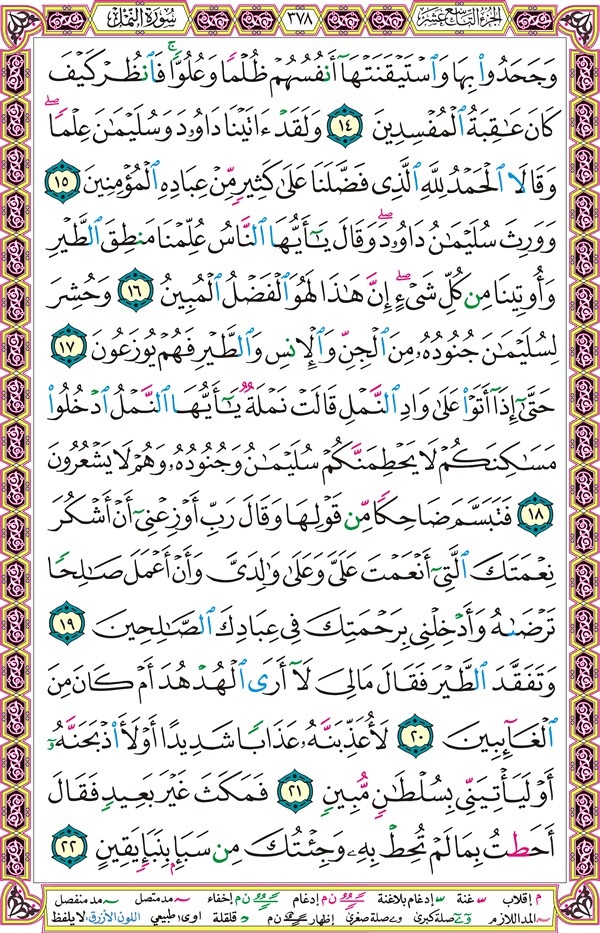 سورة النمل ٣٧٨ الجزء التاسع عشر
وَجَحَدُوا۟ بِهَا وَٱسْتَيْقَنَتْهَآ أَنفُسُهُمْ ظُلْمًا وَعُلُوًّا ۚ فَٱنظُرْ كَيْفَ
كَانَ عَـٰقِبَةُ ٱلْمُفْسِدِينَ ١٤ وَلَقَدْ ءَاتَيْنَا دَاوُۥدَ وَسُلَيْمَـٰنَ عِلْمًا ۖ
وَقَالَا ٱلْحَمْدُ لِلَّهِ ٱلَّذِى فَضَّلَنَا عَلَىٰ كَثِيرٍ مِّنْ عِبَادِهِ ٱلْمُؤْمِنِينَ ١٥
وَوَرِثَ سُلَيْمَـٰنُ دَاوُۥدَ ۖ وَقَالَ يَـٰٓأَيُّهَا ٱلنَّاسُ عُلِّمْنَا مَنطِقَ ٱلطَّيْرِ
وَأُوتِينَا مِن كُلِّ شَىْءٍ ۖ إِنَّ هَـٰذَا لَهُوَ ٱلْفَضْلُ ٱلْمُبِينُ ١٦ وَحُشِرَ
لِسُلَيْمَـٰنَ جُنُودُهُۥ مِنَ ٱلْجِنِّ وَٱلْإِنسِ وَٱلطَّيْرِ فَهُمْ يُوزَعُونَ ١٧
حَتَّىٰٓ إِذَآ أَتَوْا۟ عَلَىٰ وَادِ ٱلنَّمْلِ قَالَتْ نَمْلَةٌ يَـٰٓأَيُّهَا ٱلنَّمْلُ ٱدْخُلُوا۟
مَسَـٰكِنَكُمْ لَا يَحْطِمَنَّكُمْ سُلَيْمَـٰنُ وَجُنُودُهُۥ وَهُمْ لَا يَشْعُرُونَ
١٨ فَتَبَسَّمَ ضَاحِكًا مِّن قَوْلِهَا وَقَالَ رَبِّ أَوْزِعْنِىٓ أَنْ أَشْكُرَ
نِعْمَتَكَ ٱلَّتِىٓ أَنْعَمْتَ عَلَىَّ وَعَلَىٰ وَٰلِدَىَّ وَأَنْ أَعْمَلَ صَـٰلِحًا
تَرْضَىٰهُ وَأَدْخِلْنِى بِرَحْمَتِكَ فِى عِبَادِكَ ٱلصَّـٰلِحِينَ ١٩
وَتَفَقَّدَ ٱلطَّيْرَ فَقَالَ مَالِىَ لَآ أَرَى ٱلْهُدْهُدَ أَمْ كَانَ مِنَ
ٱلْغَآئِبِينَ ٢٠ لَأُعَذِّبَنَّهُۥ عَذَابًا شَدِيدًا أَوْ لَأَا۟ذْبَحَنَّهُۥٓ
أَوْ لَيَأْتِيَنِّى بِسُلْطَـٰنٍ مُّبِينٍ ٢١ فَمَكَثَ غَيْرَ بَعِيدٍ فَقَالَ
أَحَطتُ بِمَا لَمْ تُحِطْ بِهِۦ وَجِئْتُكَ مِن سَبَإٍۭ بِنَبَإٍ يَقِينٍ ٢٢
م إقلاب غنة إدغام بلاغنة ن م إدغام ن م إخفاء مد متصل مد منفصل
المد اللازم صلة كبرى صلة صغرى إظهار ن م قلقلة اوى طبيعي اللون الأزرق: لا يلفظ